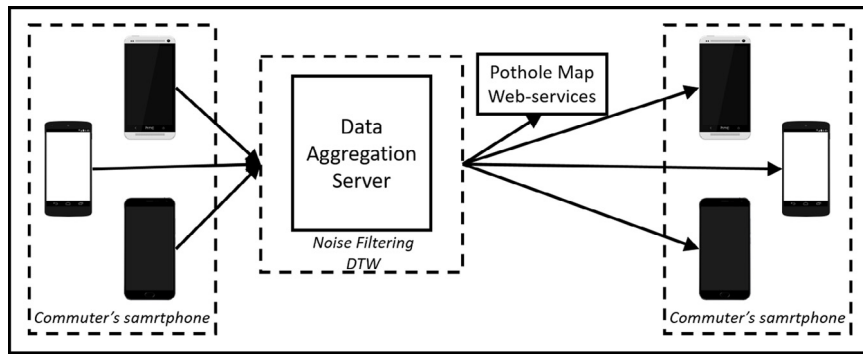 Commuter's samrtphone
Data
Aggregation
Server
Noise Filtering
DTW
Pothole Map
Web-services
Commuter's samrtphone